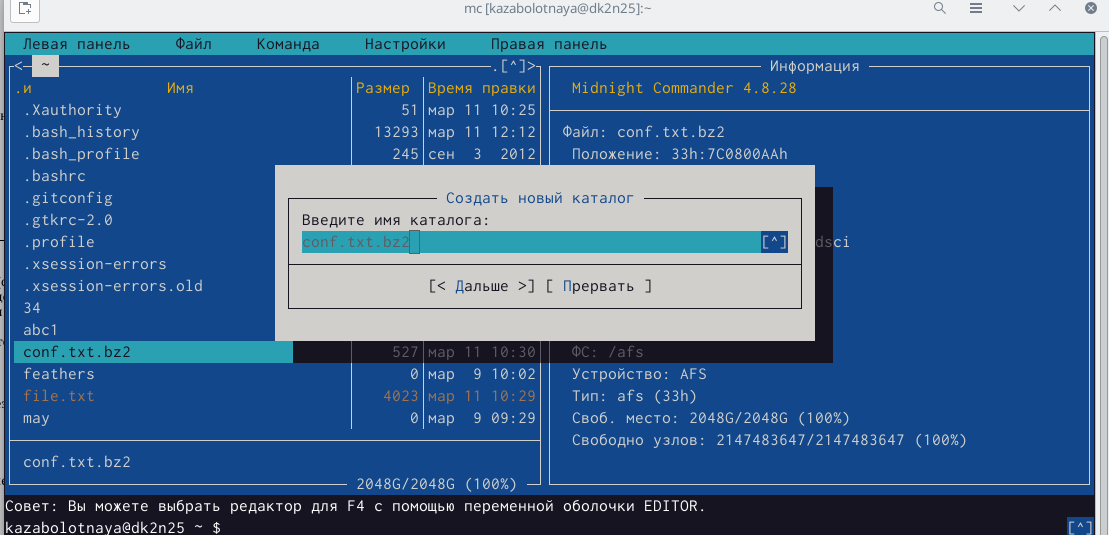 mc [kazabolotnaya@dk2n25]:~
Левая панель Файл Команда Настройки Правая панель
<─ ~ .[^]> Информация
.и Имя Размер Время правки Midnight Commander 4.8.28
.Xauthority 51 мар 11 10:25
.bash_history 13293 мар 11 12:12 Файл: conf.txt.bz2
.bash_profile 245 сен 3 2012 Положение: 33h:7C0800AAh
.bashrc
.gitconfig Создать новый каталог
.gtkrc-2.0 Введите имя каталога:
.profile conf.txt.bz2 [^] dsci
.xsession-errors
.xsession-errors.old [< Дальше >] [ Прервать ]
34
abc1
conf.txt.bz2 527 мар 11 10:30 ФС: /afs
feathers 0 мар 9 10:02 Устройство: AFS
file.txt 4023 мар 11 10:29 Тип: afs (33h)
may 0 мар 9 09:29 Своб. место: 2048G/2048G (100%)
Свободно узлов: 2147483647/2147483647 (100%)
conf.txt.bz2
2048G/2048G (100%)
Совет: Вы можете выбрать редактор для F4 с помощью переменной оболочки EDITOR.
kazabolotnaya@dk2n25 ~ $ [^]